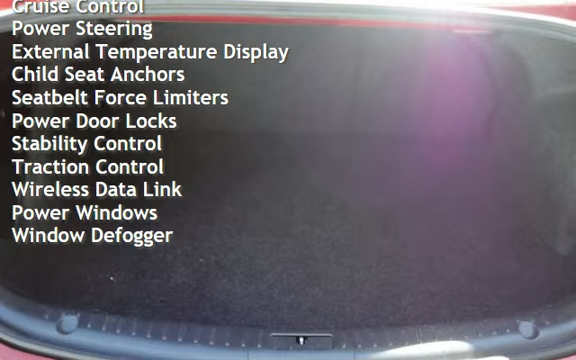 Cruise Control
Power Steering
External Temperature Display
Child Seat Anchors
Seatbelt Force Limiters
Power Door Locks
Stability Control
Traction Control
Wireless Data Link
Power Windows
Window Defogger